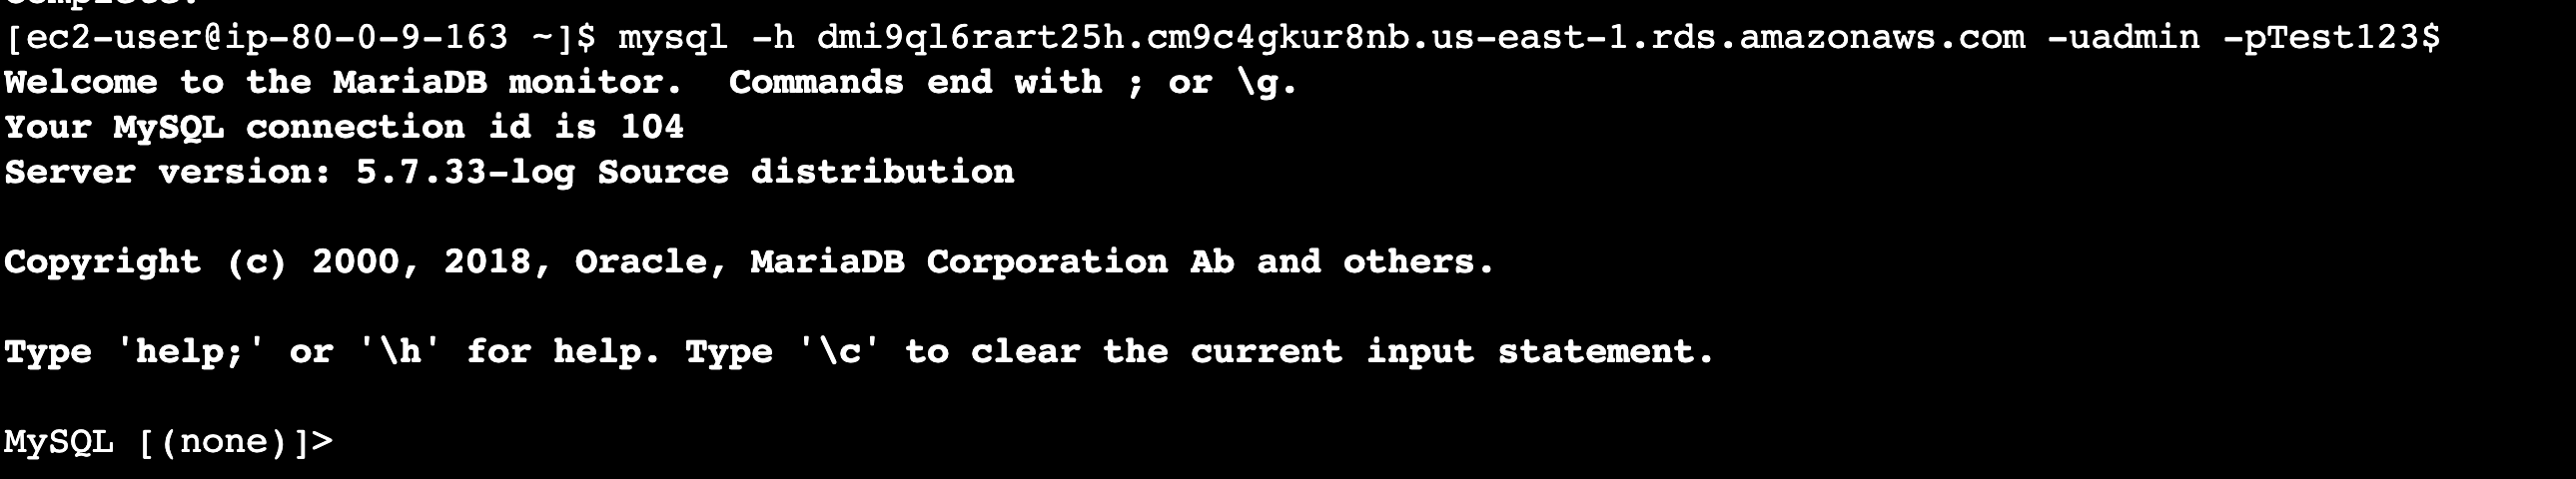 [ec2-user@ip-80-0-9-163 ~]$ mysql -h dmi9ql6rart25h.cm9c4gkur8nb.us-east-1.rds.amazonaws.com -uadmin -pTest123$
Welcome to the MariaDB monitor.  Commands end with ; or \g.
Your MySQL connection id is 104
Server version: 5.7.33-log Source distribution
Copyright (c) 2000, 2018, Oracle, MariaDB Corporation Ab and others.
Type 'help;' or '\h' for help. Type '\c' to clear the current input statement.
MySQL [(none)]>